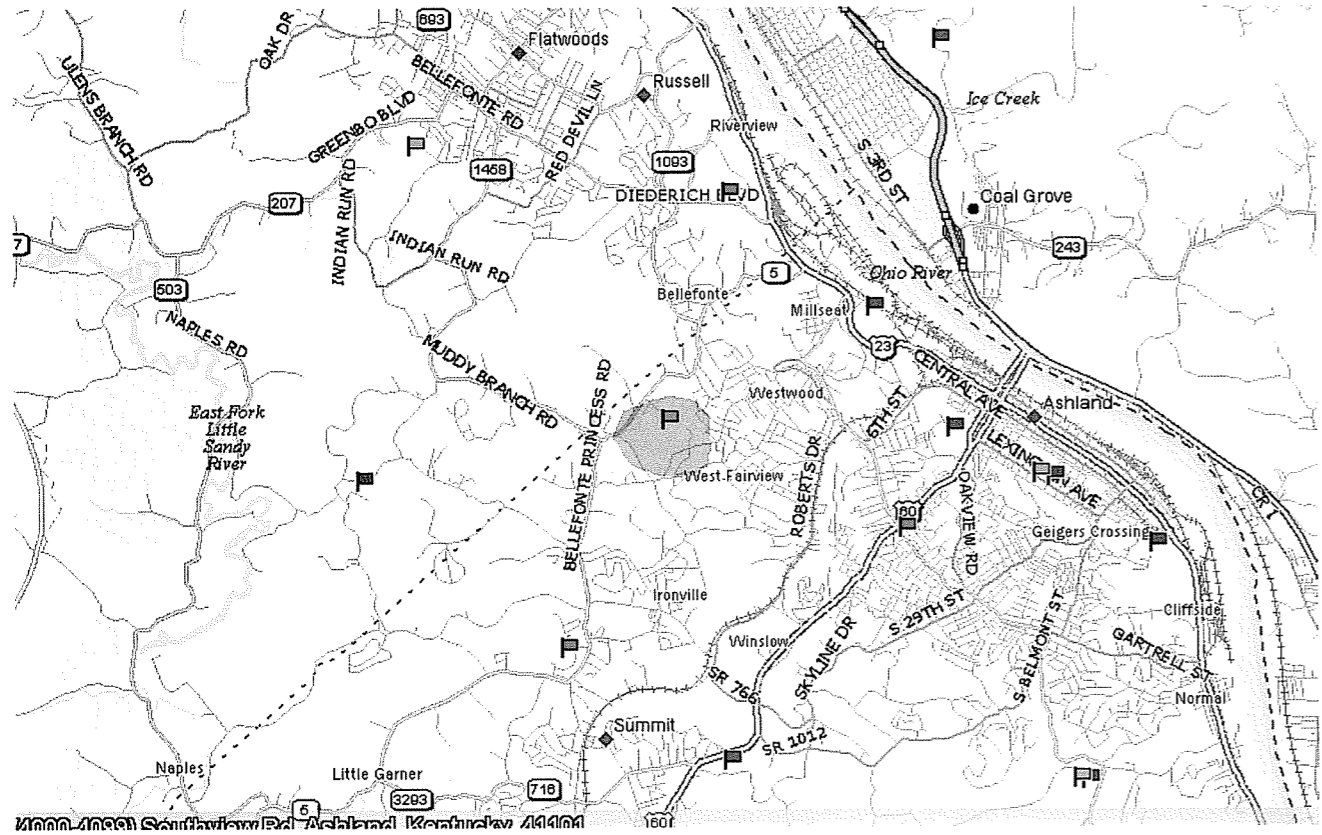 693
OAK DR
Flatwoods
ULENS BRANCH RD
BELLEFONTE RD
Russell
RED DEVIL LN
Ice Creek
GREENBO BLVD
Riverview
S 3RD ST
1458
1093
INDIAN RUN RD
DIEDERICH BLVD
Coal Grove
207
7
INDIAN RUN RD
243
Ohio River
5
503
Bellefonte
Millseat
NAPLES RD
MUDDY BRANCH RD
23
CENTRAL AVE
BELLEFONTE PRINCESS RD
Westwood
6TH ST
Ashland
East Fork
Little
Sandy
River
LEXINGTON AVE
West Fairview
ROBERTS DR
OAKVIEW RD
CR 1
60
Geigers Crossing
Ironville
S 29TH ST
Cliffside
Winslow
SKYLINE DR
S BELMONT ST
GARTRELL ST
SR 766
Normal
Summit
SR 1012
Naples
Little Garner
716
3293
5
60
(4000-4099) Southview Rd, Ashland, Kentucky, 41101